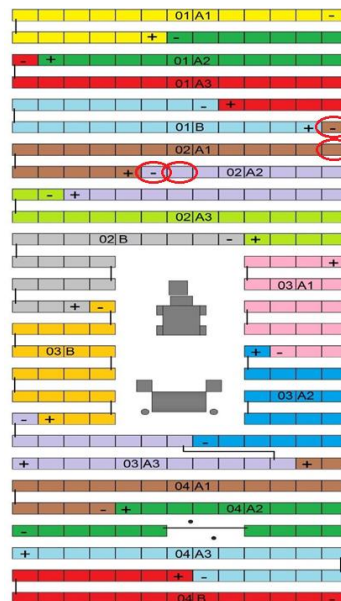 01|A1 -
+ -
- + 01|A2
01|A3
- +
01|B + -
02|A1
+ - 02|A2
- +
02|A3
02|B - +
+
03|A1
+ -
03|B + -
03|A2
- +
-
+ 03|A3 + -
04|A1
- + 04|A2
-
+ 04|A3
+ -
04|B -